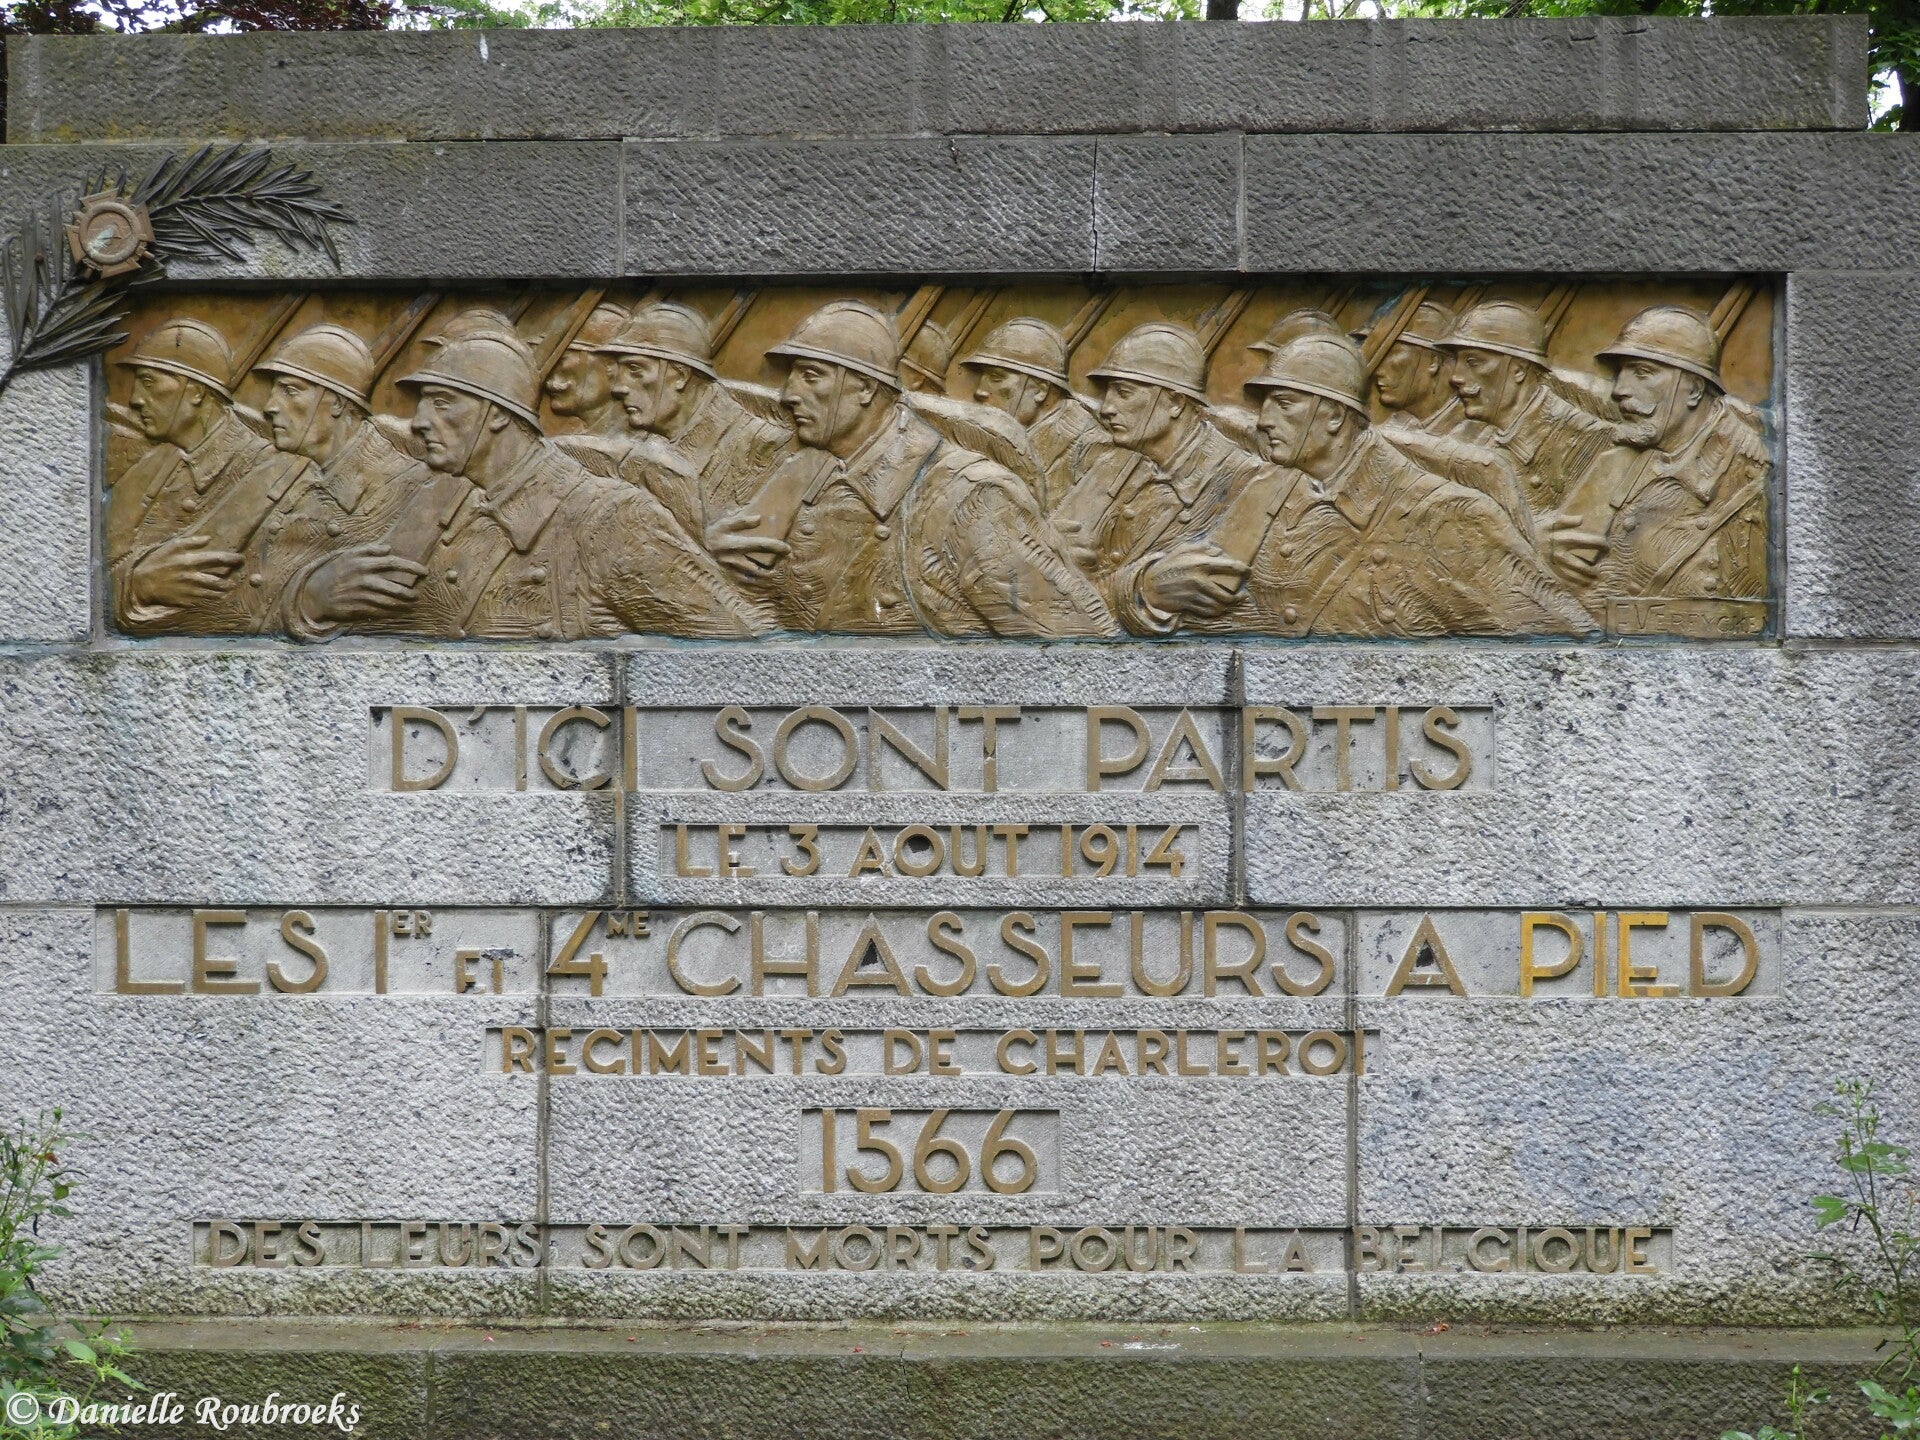 E VEREYCKEN
D'ICI SONT PARTIS
LE 3 AOUT 1914
LES 1ER ET 4ME CHASSEURS A PIED
REGIMENTS DE CHARLEROI
1566
DES LEURS SONT MORTS POUR LA BELGIQUE
© Danielle Roubroeks